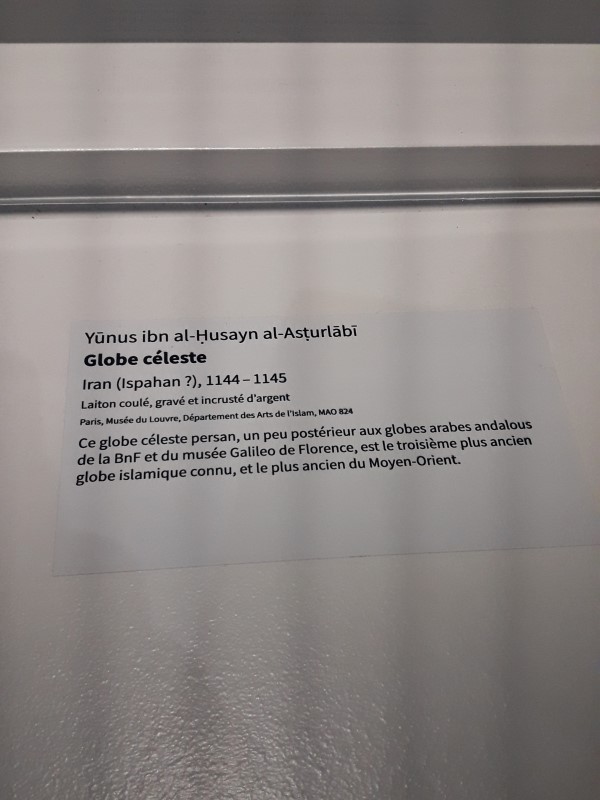 Yūnus ibn al-Ḥusayn al-Asṭurlābī
Globe céleste
Iran (Ispahan ?), 1144 – 1145
Laiton coulé, gravé et incrusté d'argent
Paris, Musée du Louvre, Département des Arts de l'Islam, MAO 824
Ce globe céleste persan, un peu postérieur aux globes arabes andalous
de la BnF et du musée Galileo de Florence, est le troisième plus ancien
globe islamique connu, et le plus ancien du Moyen-Orient.